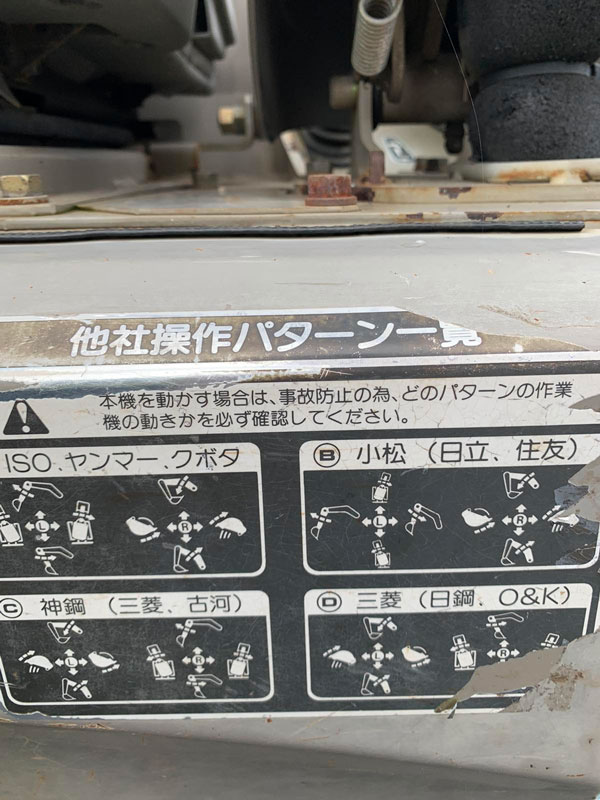 他社操作パターン一覧
本機を動かす場合は、事故防止の為、どのパターンの作業
機の動きかを必ず確認してください。
ISO、ヤンマー、クボタ
L R
Ⓑ 小松（日立、住友）
L R
Ⓒ 神鋼（三菱、古河）
L R
Ⓓ 三菱（日鋼、O&K）
L R